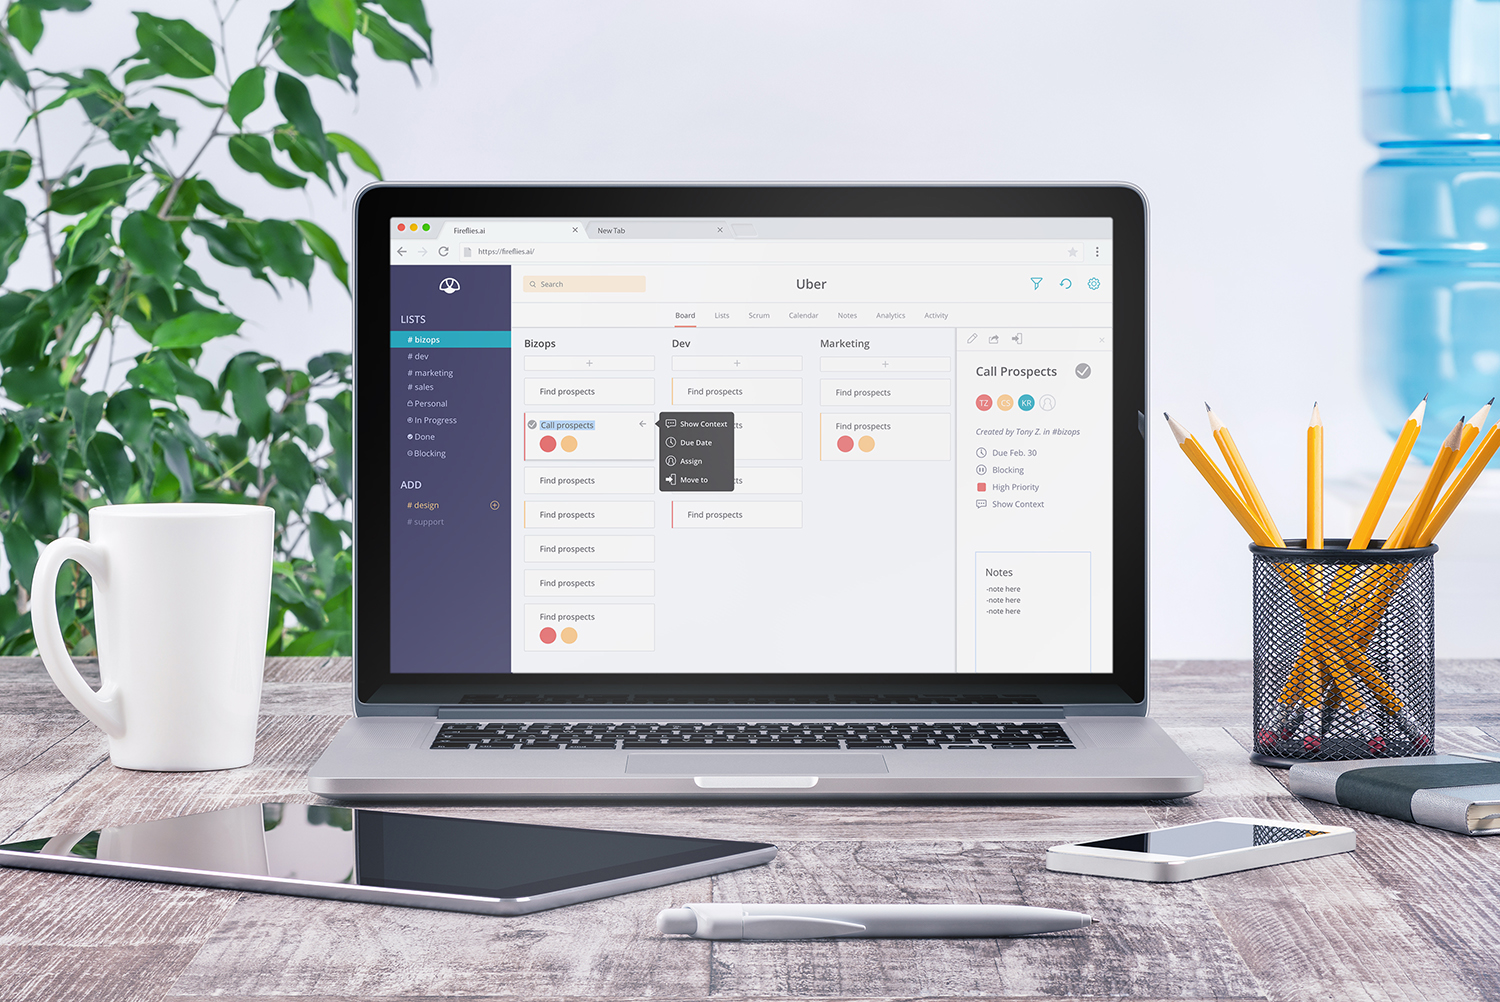 Fireflies.ai
New Tab
https://fireflies.ai/
Search
Uber
Board Lists Scrum Calendar Notes Analytics Activity
LISTS
# bizops
# dev
# marketing
# sales
Personal
In Progress
Done
Blocking
ADD
# design
# support
Bizops
+
Find prospects
Call prospects
Find prospects
Find prospects
Find prospects
Find prospects
Find prospects
Show Context
Due Date
Assign
Move to
Dev
+
Find prospects
cts
cts
Find prospects
Marketing
+
Find prospects
Find prospects
Call Prospects
TZ CS KR
Created by Tony Z. in #bizops
Due Feb. 30
Blocking
High Priority
Show Context
Notes
-note here
-note here
-note here